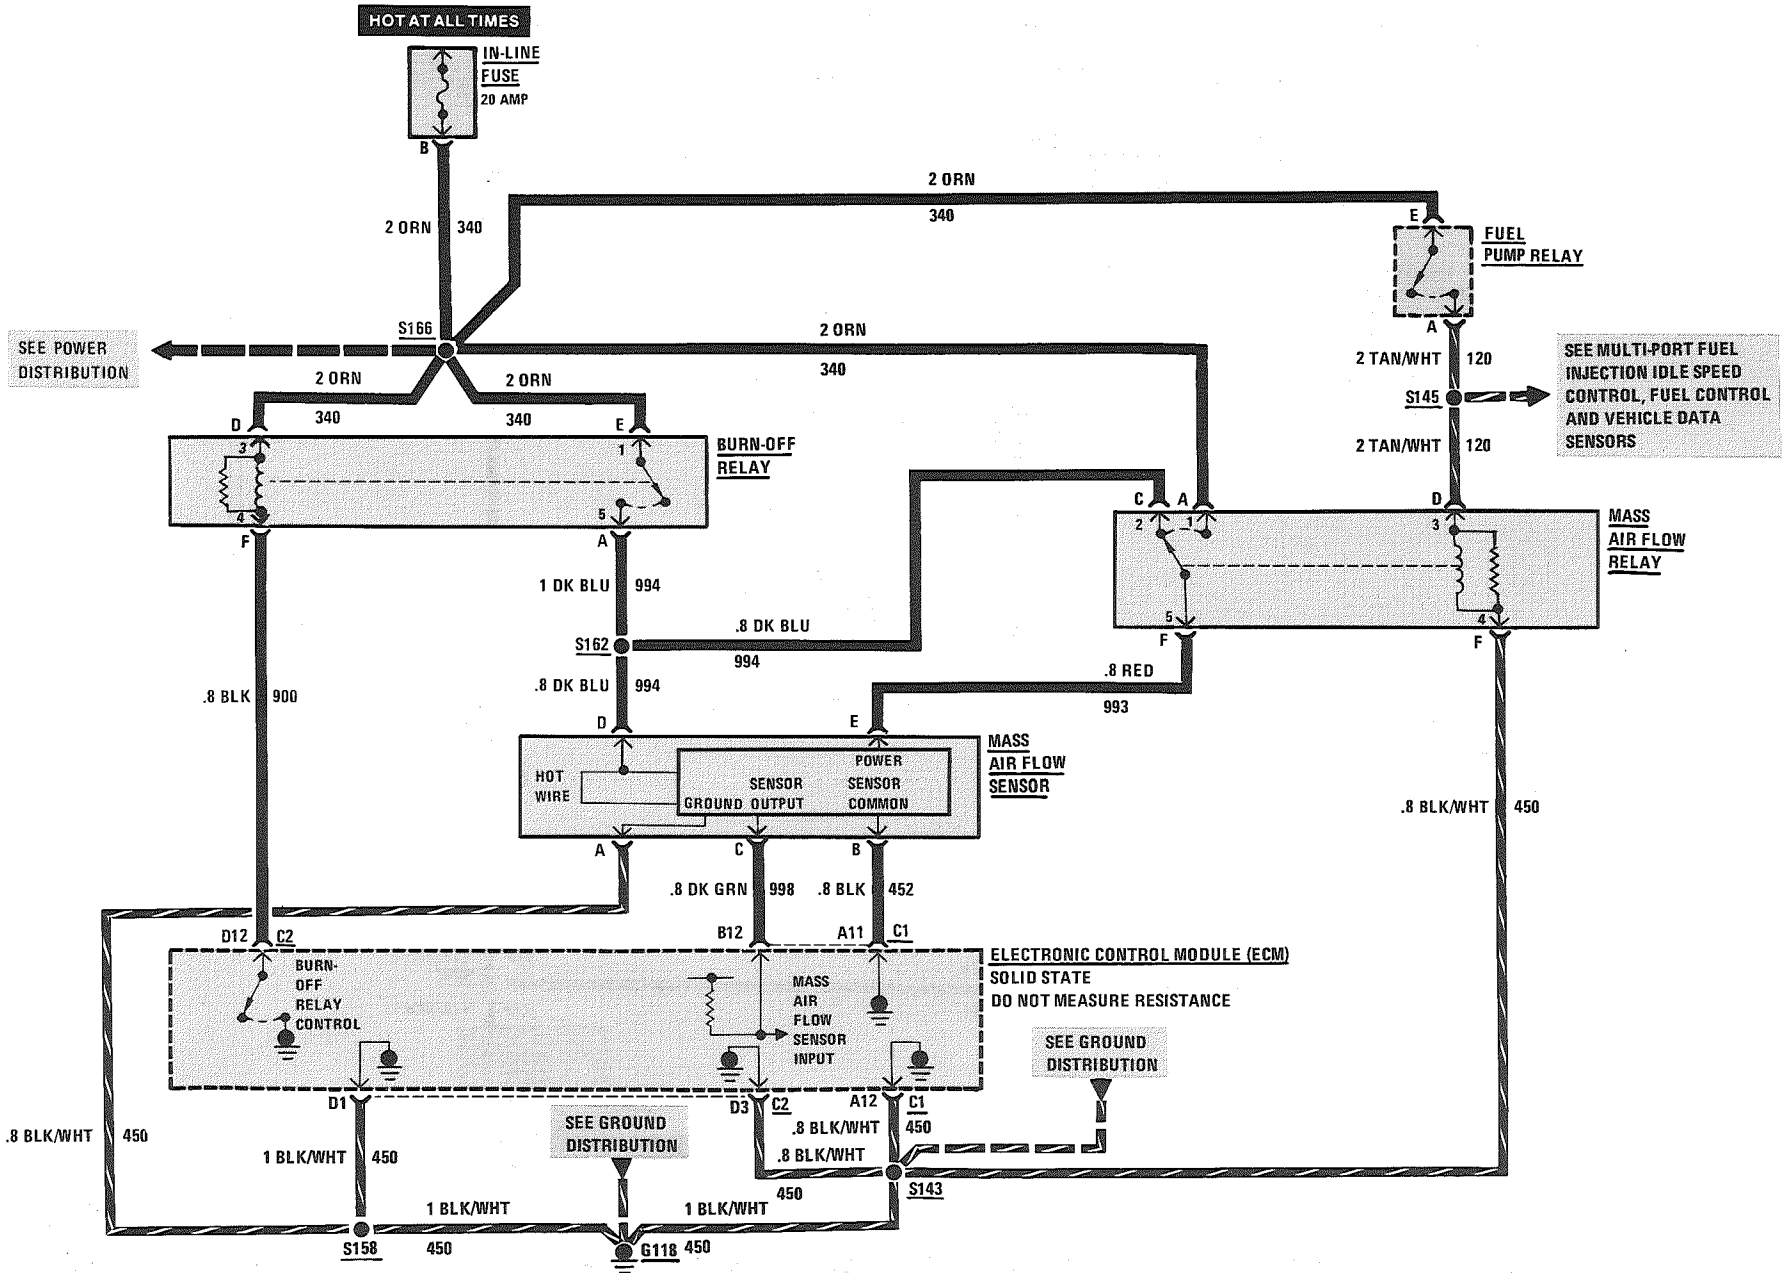 HOT AT ALL TIMES
IN-LINE
FUSE
20 AMP
B
2 ORN
340
2 ORN
340
E
FUEL
PUMP RELAY
A
S166
2 ORN
340
SEE POWER
DISTRIBUTION
2 ORN
340
2 ORN
340
2 TAN/WHT
120
S145
2 TAN/WHT
120
SEE MULTI-PORT FUEL
INJECTION IDLE SPEED
CONTROL, FUEL CONTROL
AND VEHICLE DATA
SENSORS
D
E
3
1
BURN-OFF
RELAY
4
5
F
A
C
A
D
2
1
3
MASS
AIR FLOW
RELAY
5
4
F
F
1 DK BLU
994
S162
.8 DK BLU
994
.8 DK BLU
994
.8 RED
993
.8 BLK
900
D
E
MASS
AIR FLOW
SENSOR
HOT
WIRE
POWER
SENSOR
OUTPUT
SENSOR
COMMON
GROUND
A
C
B
.8 BLK/WHT
450
.8 DK GRN
998
.8 BLK
452
D12
C2
B12
A11
C1
ELECTRONIC CONTROL MODULE (ECM)
SOLID STATE
DO NOT MEASURE RESISTANCE
BURN-
OFF
RELAY
CONTROL
MASS
AIR
FLOW
SENSOR
INPUT
SEE GROUND
DISTRIBUTION
D1
D3
C2
A12
C1
SEE GROUND
DISTRIBUTION
.8 BLK/WHT
450
.8 BLK/WHT
450
1 BLK/WHT
450
.8 BLK/WHT
450
S143
1 BLK/WHT
450
1 BLK/WHT
450
S158
G118